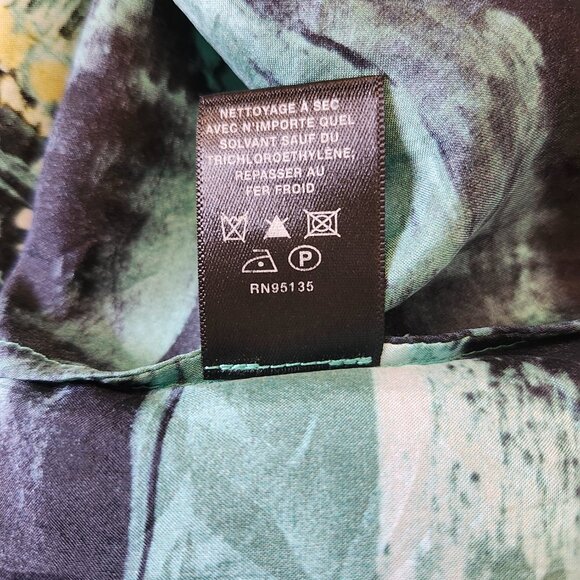 NETTOYAGE À SEC
AVEC N'IMPORTE QUEL
SOLVANT SAUF DU
TRICHLOROETHYLÈNE,
REPASSER AU
FER FROID
P
RN95135